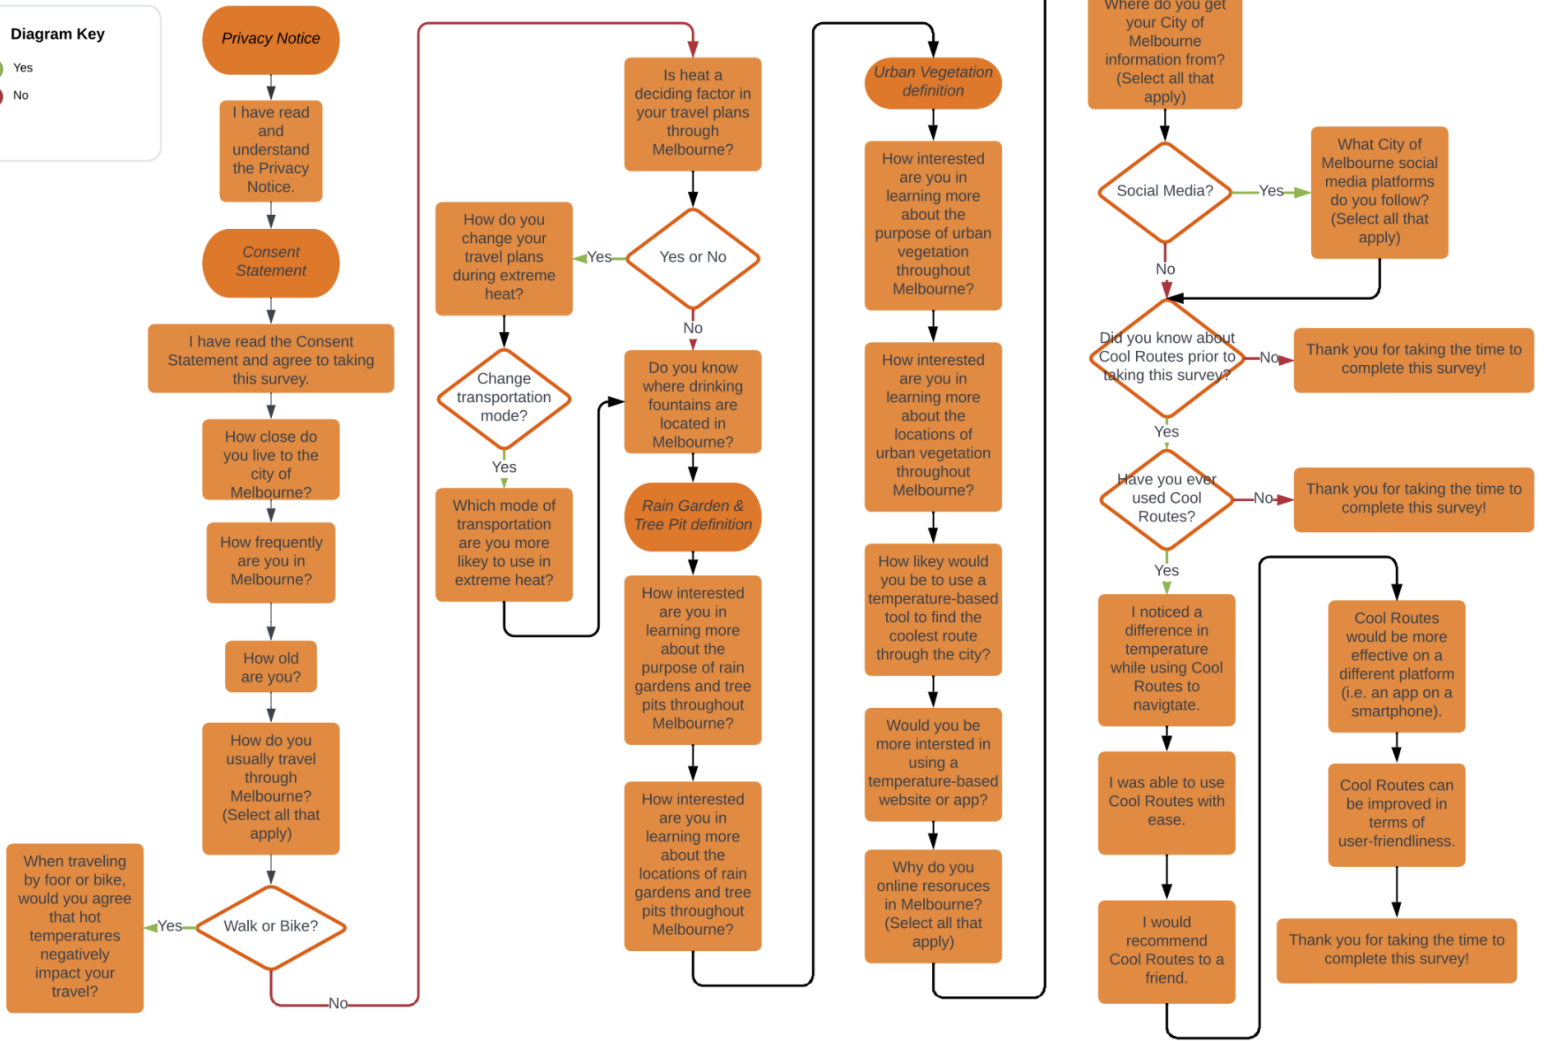 Diagram Key
Yes
No
Privacy Notice
I have read
and
understand
the Privacy
Notice.
Consent
Statement
I have read the Consent
Statement and agree to taking
this survey.
How close do
you live to the
city of
Melbourne?
How frequently
are you in
Melbourne?
How old
are you?
How do you
usually travel
through
Melbourne?
(Select all that
apply)
Walk or Bike?
Yes
When traveling
by foor or bike,
would you agree
that hot
temperatures
negatively
impact your
travel?
No
Is heat a
deciding factor in
your travel plans
through
Melbourne?
Yes or No
Yes
How do you
change your
travel plans
during extreme
heat?
Change
transportation
mode?
Yes
Which mode of
transportation
are you more
likey to use in
extreme heat?
No
Do you know
where drinking
fountains are
located in
Melbourne?
Rain Garden &
Tree Pit definition
How interested
are you in
learning more
about the
purpose of rain
gardens and tree
pits throughout
Melbourne?
How interested
are you in
learning more
about the
locations of rain
gardens and tree
pits throughout
Melbourne?
Urban Vegetation
definition
How interested
are you in
learning more
about the
purpose of urban
vegetation
throughout
Melbourne?
How interested
are you in
learning more
about the
locations of
urban vegetation
throughout
Melbourne?
How likey would
you be to use a
temperature-based
tool to find the
coolest route
through the city?
Would you be
more intersted in
using a
temperature-based
website or app?
Why do you
online resoruces
in Melbourne?
(Select all that
apply)
Where do you get
your City of
Melbourne
information from?
(Select all that
apply)
Social Media?
Yes
What City of
Melbourne social
media platforms
do you follow?
(Select all that
apply)
No
Did you know about
Cool Routes prior to
taking this survey?
No
Thank you for taking the time to
complete this survey!
Yes
Have you ever
used Cool
Routes?
No
Thank you for taking the time to
complete this survey!
Yes
I noticed a
difference in
temperature
while using Cool
Routes to
navigtate.
I was able to use
Cool Routes with
ease.
I would
recommend
Cool Routes to a
friend.
Cool Routes
would be more
effective on a
different platform
(i.e. an app on a
smartphone).
Cool Routes can
be improved in
terms of
user-friendliness.
Thank you for taking the time to
complete this survey!